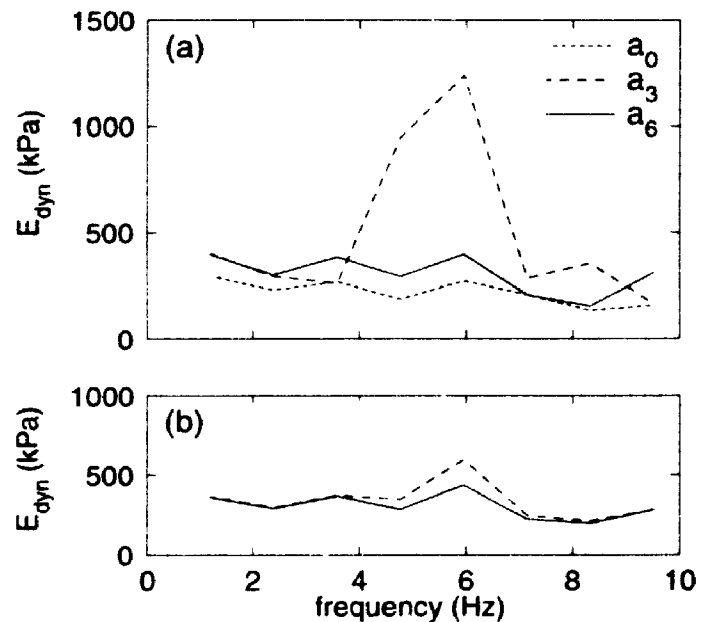 1500
(a)
a0
a3
a6
1000
500
0
Edyn (kPa)
1000
(b)
500
0
Edyn (kPa)
0 2 4 6 8 10
frequency (Hz)